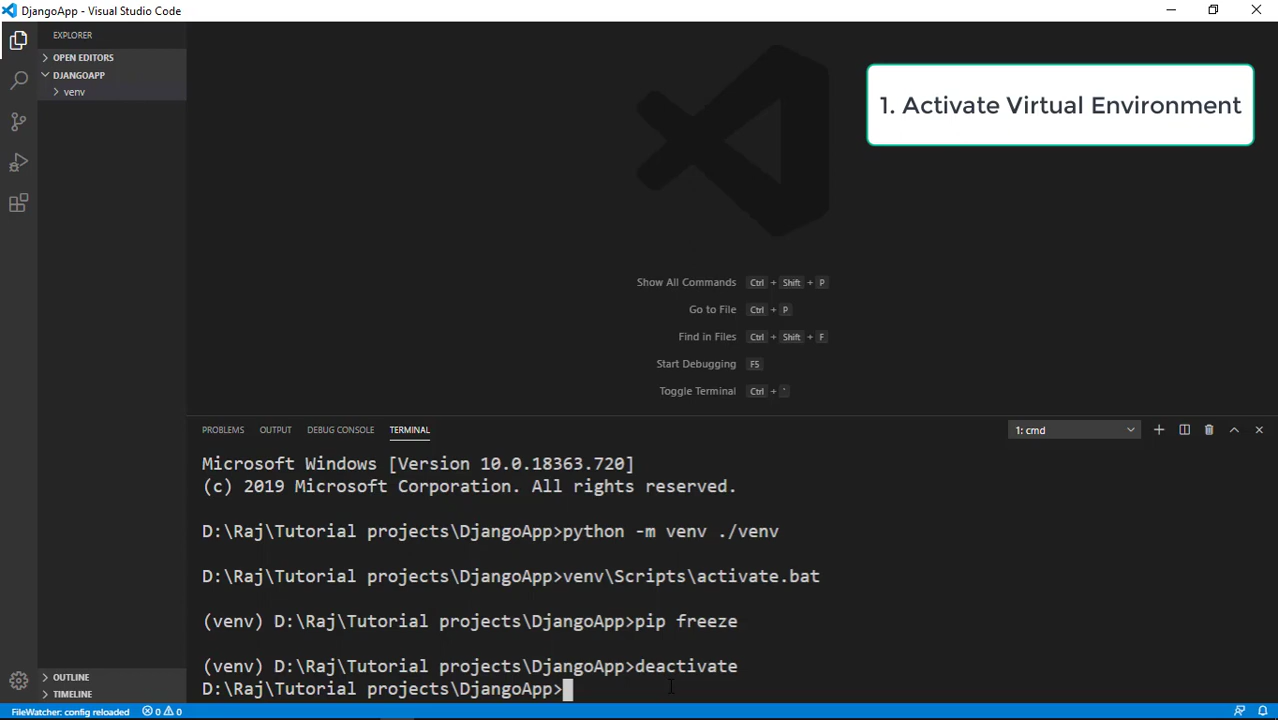 DjangoApp - Visual Studio Code
EXPLORER
OPEN EDITORS
DJANGOAPP
venv
1. Activate Virtual Environment
Show All Commands Ctrl + Shift + P
Go to File Ctrl + P
Find in Files Ctrl + Shift + F
Start Debugging F5
Toggle Terminal Ctrl + `
PROBLEMS OUTPUT DEBUG CONSOLE TERMINAL 1: cmd
Microsoft Windows [Version 10.0.18363.720]
(c) 2019 Microsoft Corporation. All rights reserved.
D:\Raj\Tutorial projects\DjangoApp>python -m venv ./venv
D:\Raj\Tutorial projects\DjangoApp>venv\Scripts\activate.bat
(venv) D:\Raj\Tutorial projects\DjangoApp>pip freeze
(venv) D:\Raj\Tutorial projects\DjangoApp>deactivate
D:\Raj\Tutorial projects\DjangoApp>
OUTLINE
TIMELINE
FileWatcher: config reloaded 0 0